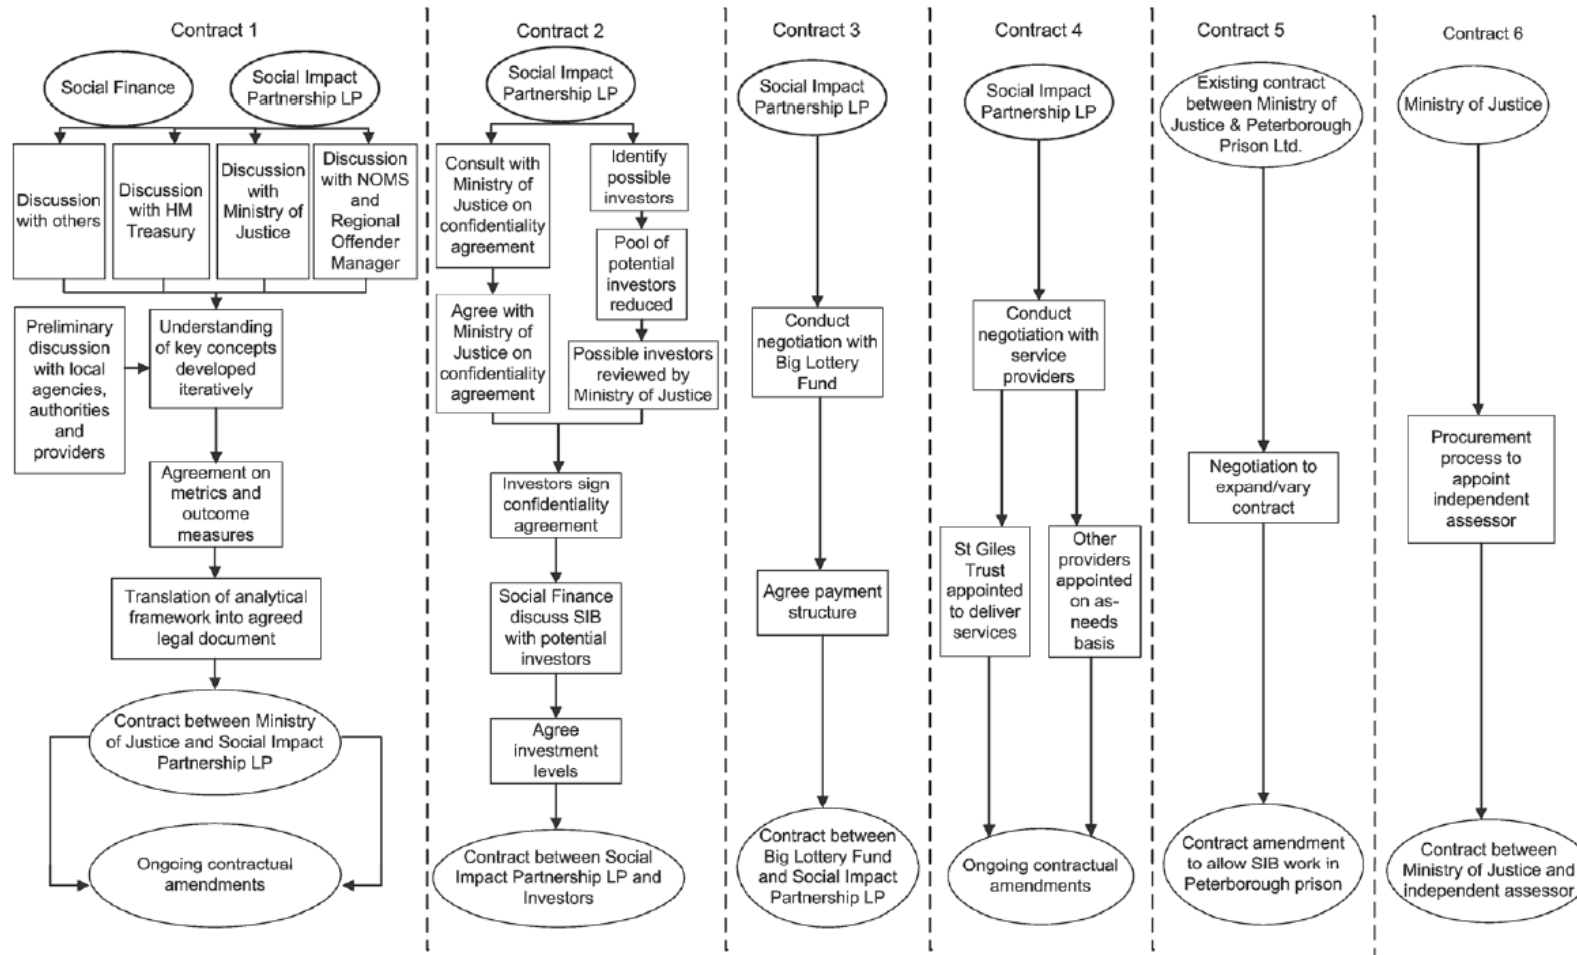 Contract 1
Social Finance
Social Impact
Partnership LP
Discussion
with others
Discussion
with HM
Treasury
Discussion
with
Ministry of
Justice
Discussion
with NOMS
and
Regional
Offender
Manager
Preliminary
discussion
with local
agencies,
authorities
and
providers
Understanding
of key concepts
developed
iteratively
Agreement on
metrics and
outcome
measures
Translation of analytical
framework into agreed
legal document
Contract between Ministry
of Justice and Social Impact
Partnership LP
Ongoing contractual
amendments
Contract 2
Social Impact
Partnership LP
Consult with
Ministry of
Justice on
confidentiality
agreement
Identify
possible
investors
Pool of
potential
investors
reduced
Agree with
Ministry of
Justice on
confidentiality
agreement
Possible investors
reviewed by
Ministry of Justice
Investors sign
confidentiality
agreement
Social Finance
discuss SIB
with potential
investors
Agree
investment
levels
Contract between Social
Impact Partnership LP and
Investors
Contract 3
Social Impact
Partnership LP
Conduct
negotiation with
Big Lottery
Fund
Agree payment
structure
Contract between
Big Lottery Fund
and Social Impact
Partnership LP
Contract 4
Social Impact
Partnership LP
Conduct
negotiation with
service
providers
St Giles
Trust
appointed
to deliver
services
Other
providers
appointed
on as-
needs
basis
Ongoing contractual
amendments
Contract 5
Existing contract
between Ministry of
Justice & Peterborough
Prison Ltd.
Negotiation to
expand/vary
contract
Contract amendment
to allow SIB work in
Peterborough prison
Contract 6
Ministry of Justice
Procurement
process to
appoint
independent
assessor
Contract between
Ministry of Justice and
independent assessor